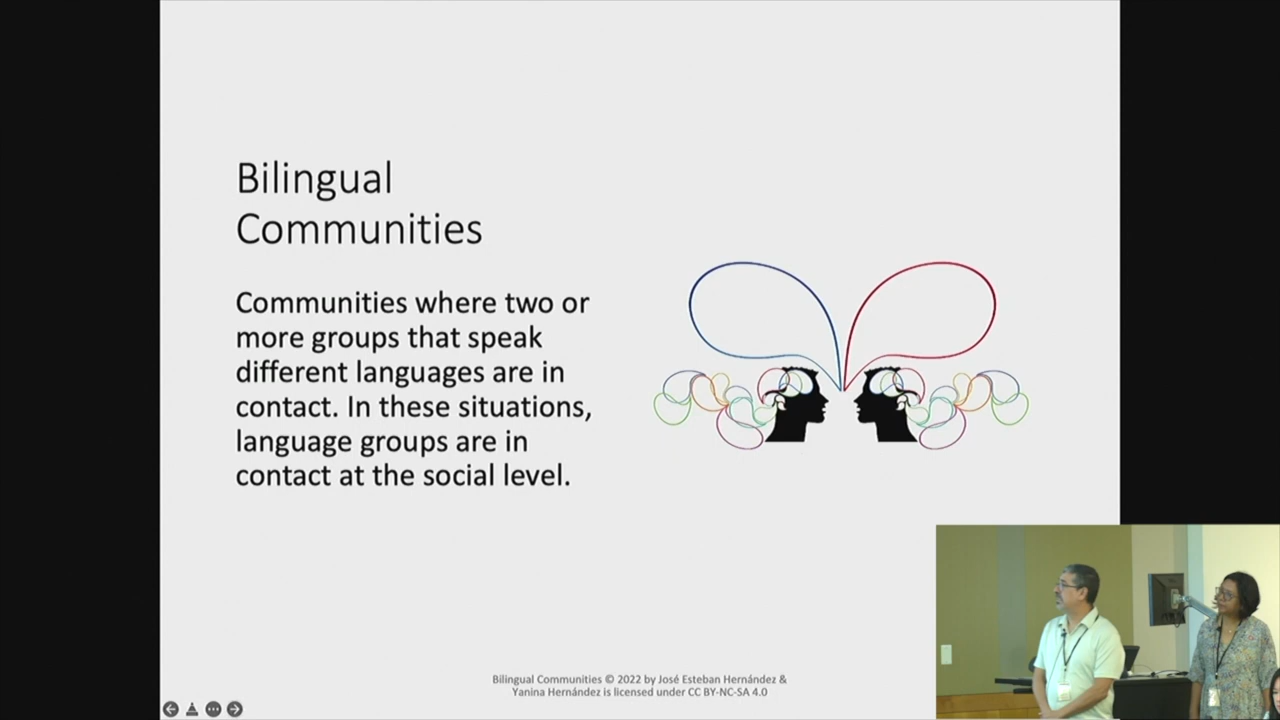 Bilingual
Communities
Communities where two or
more groups that speak
different languages are in
contact. In these situations,
language groups are in
contact at the social level.
Bilingual Communities © 2022 by José Esteban Hernández &
Yanina Hernández is licensed under CC BY-NC-SA 4.0